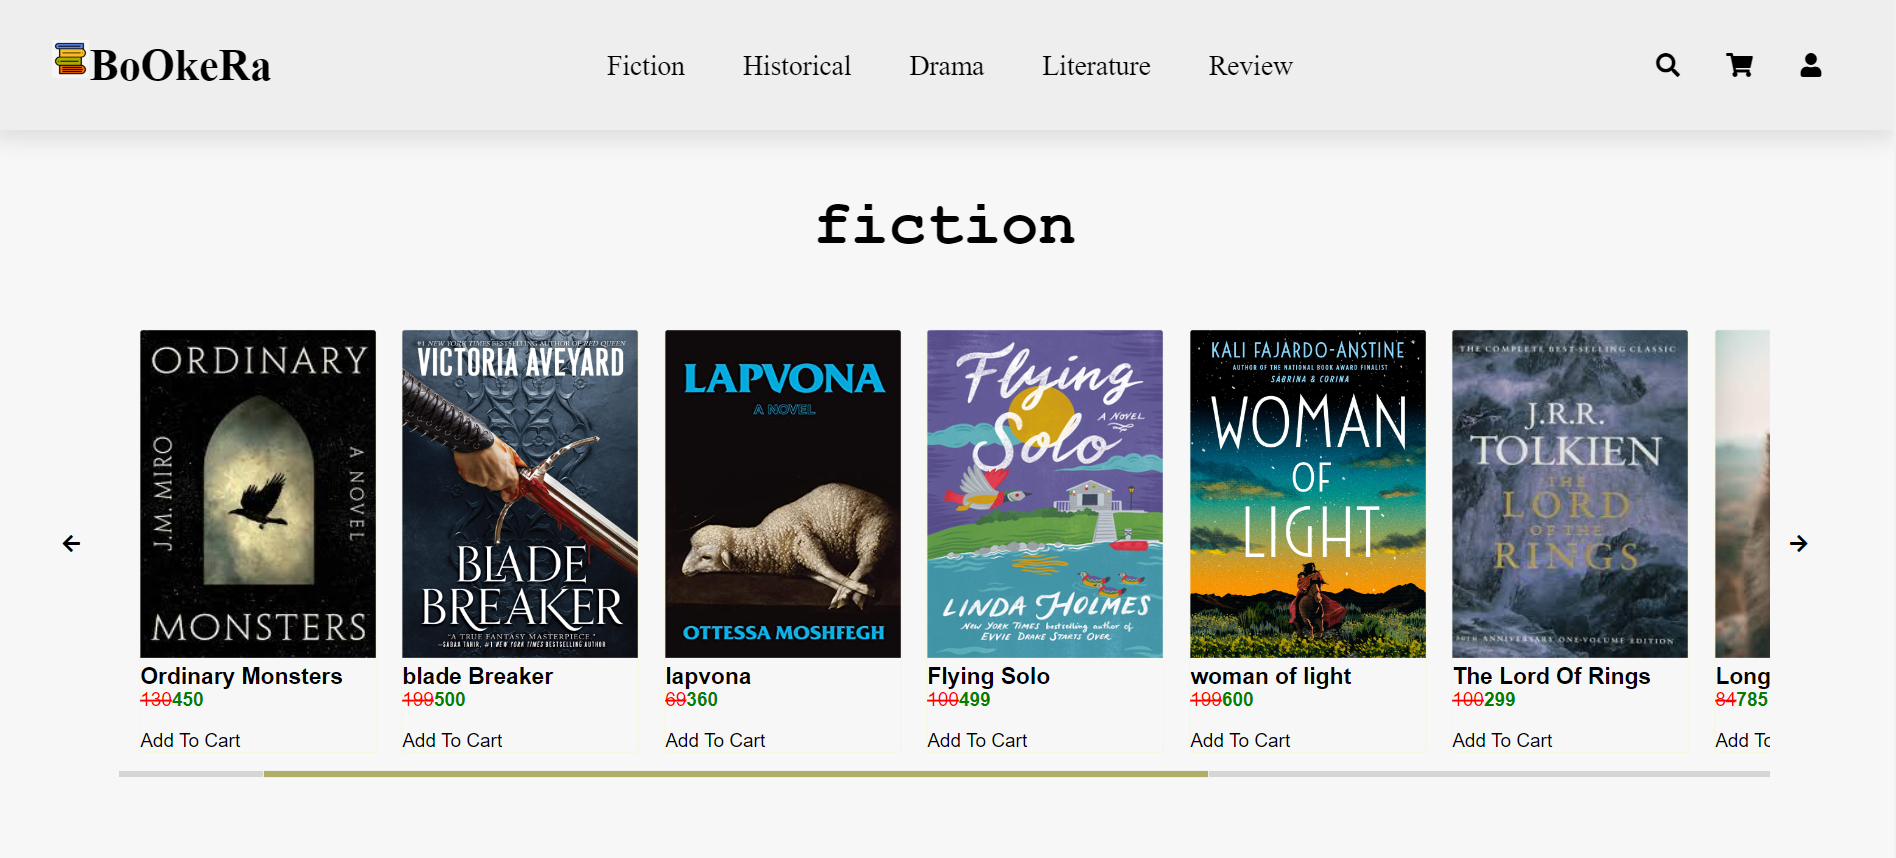 BoOkeRa
Fiction
Historical
Drama
Literature
Review
fiction
ORDINARY
J.M. MIRO
A NOVEL
MONSTERS
Ordinary Monsters
130450
Add To Cart
#1 NEW YORK TIMES BESTSELLING AUTHOR OF RED QUEEN
VICTORIA AVEYARD
BLADE
BREAKER
"A TRUE FANTASY MASTERPIECE."
—SABAA TAHIR, #1 NEW YORK TIMES BESTSELLING AUTHOR
blade Breaker
199500
Add To Cart
LAPVONA
A NOVEL
OTTESSA MOSHFEGH
lapvona
69360
Add To Cart
Flying
A NOVEL
Solo
LINDA HOLMES
NEW YORK TIMES bestselling author of
EVVIE DRAKE STARTS OVER
Flying Solo
100499
Add To Cart
KALI FAJARDO-ANSTINE
AUTHOR OF THE NATIONAL BOOK AWARD FINALIST
SABRINA & CORINA
WOMAN
OF
LIGHT
woman of light
199600
Add To Cart
THE COMPLETE BEST-SELLING CLASSIC
J.R.R.
TOLKIEN
THE
LORD
OF THE
RINGS
50TH ANNIVERSARY ONE-VOLUME EDITION
The Lord Of Rings
100299
Add To Cart
Long
84785
Add To